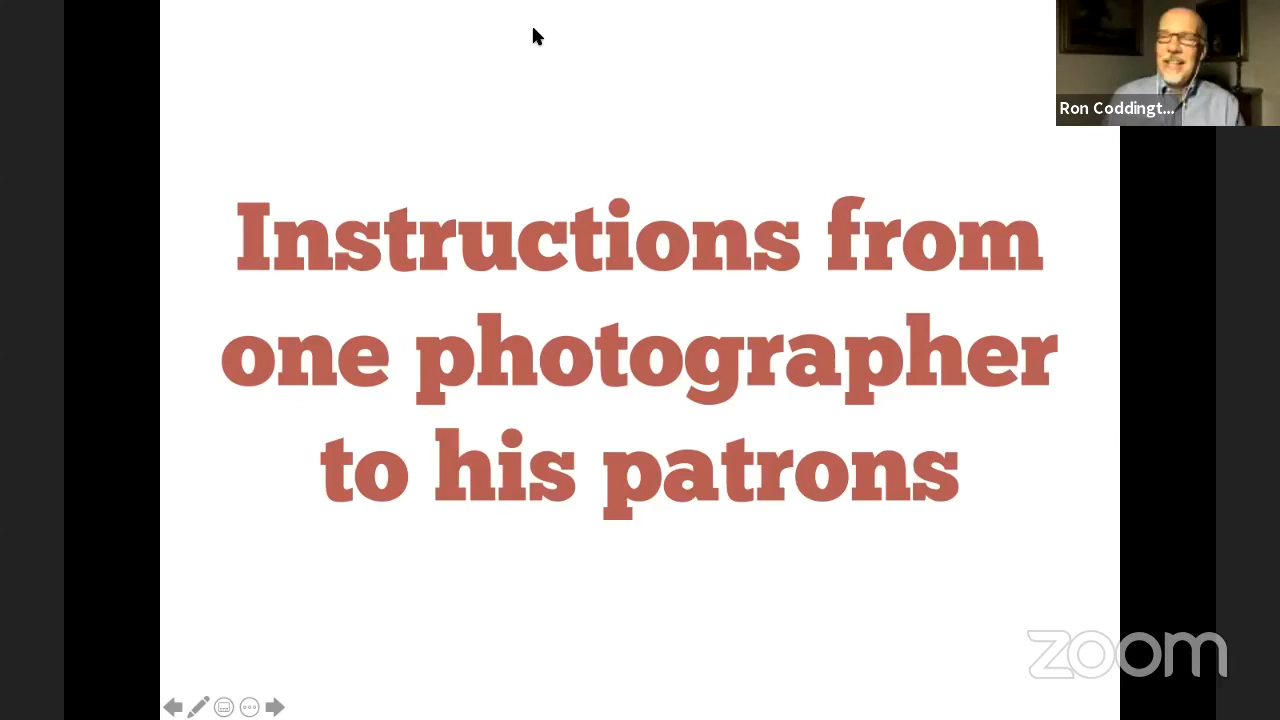 Ron Coddingt...
Instructions from
one photographer
to his patrons
zoom